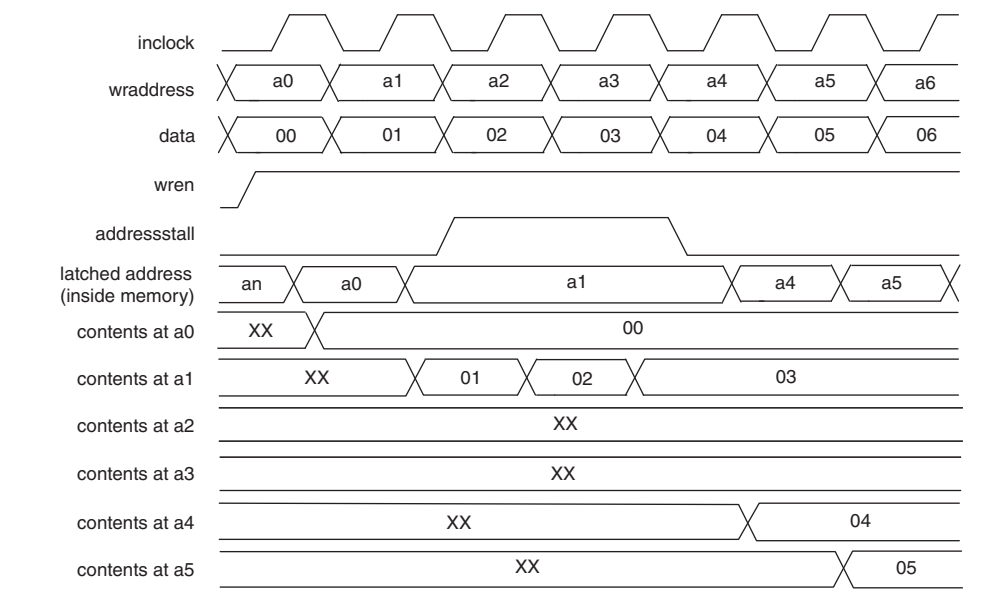 inclock
wraddress a0 a1 a2 a3 a4 a5 a6
data 00 01 02 03 04 05 06
wren
addressstall
latched address
(inside memory) an a0 a1 a4 a5
contents at a0 XX 00
contents at a1 XX 01 02 03
contents at a2 XX
contents at a3 XX
contents at a4 XX 04
contents at a5 XX 05